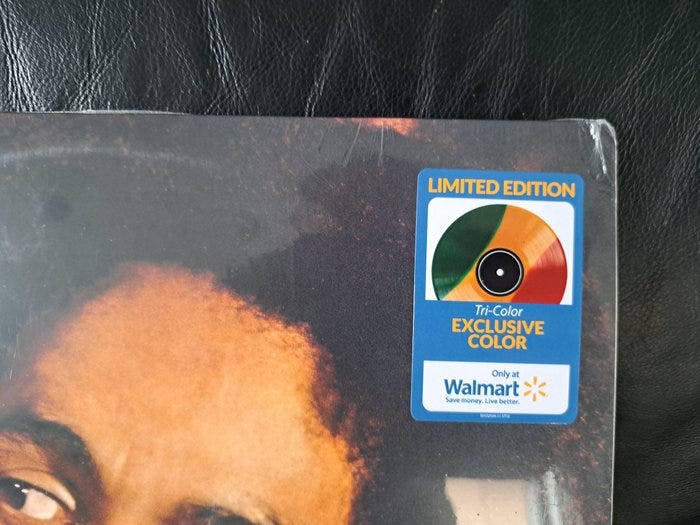 LIMITED EDITION
Tri-Color
EXCLUSIVE
COLOR
Only at
Walmart
Save money. Live better.